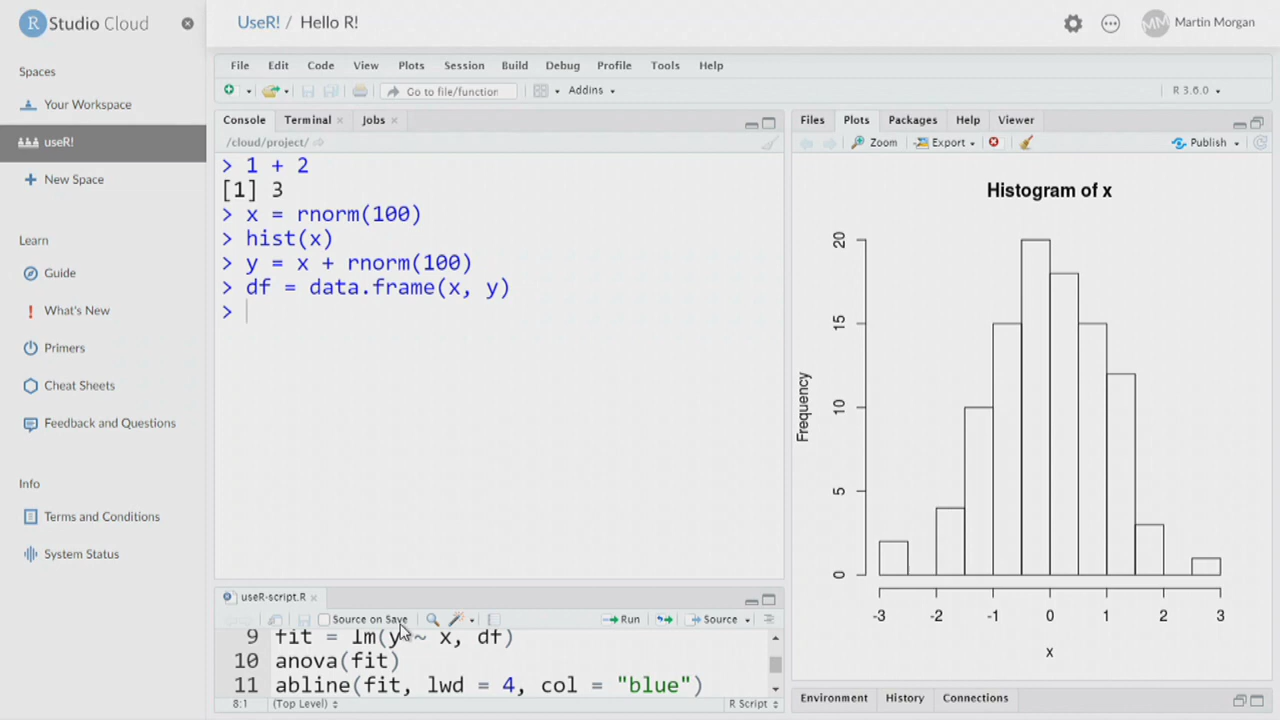 R Studio Cloud
UseR! / Hello R!
MM Martin Morgan
Spaces
Your Workspace
useR!
New Space
Learn
Guide
What's New
Primers
Cheat Sheets
Feedback and Questions
Info
Terms and Conditions
System Status
File Edit Code View Plots Session Build Debug Profile Tools Help
Go to file/function Addins R 3.6.0
Console Terminal Jobs
/cloud/project/
> 1 + 2
[1] 3
> x = rnorm(100)
> hist(x)
> y = x + rnorm(100)
> df = data.frame(x, y)
>
useR-script.R
Source on Save Run Source
9 fit = lm(y ~ x, df)
10 anova(fit)
11 abline(fit, lwd = 4, col = "blue")
8:1 (Top Level) R Script
Files Plots Packages Help Viewer
Zoom Export Publish
Histogram of x
Frequency
20
15
10
5
0
-3 -2 -1 0 1 2 3
x
Environment History Connections